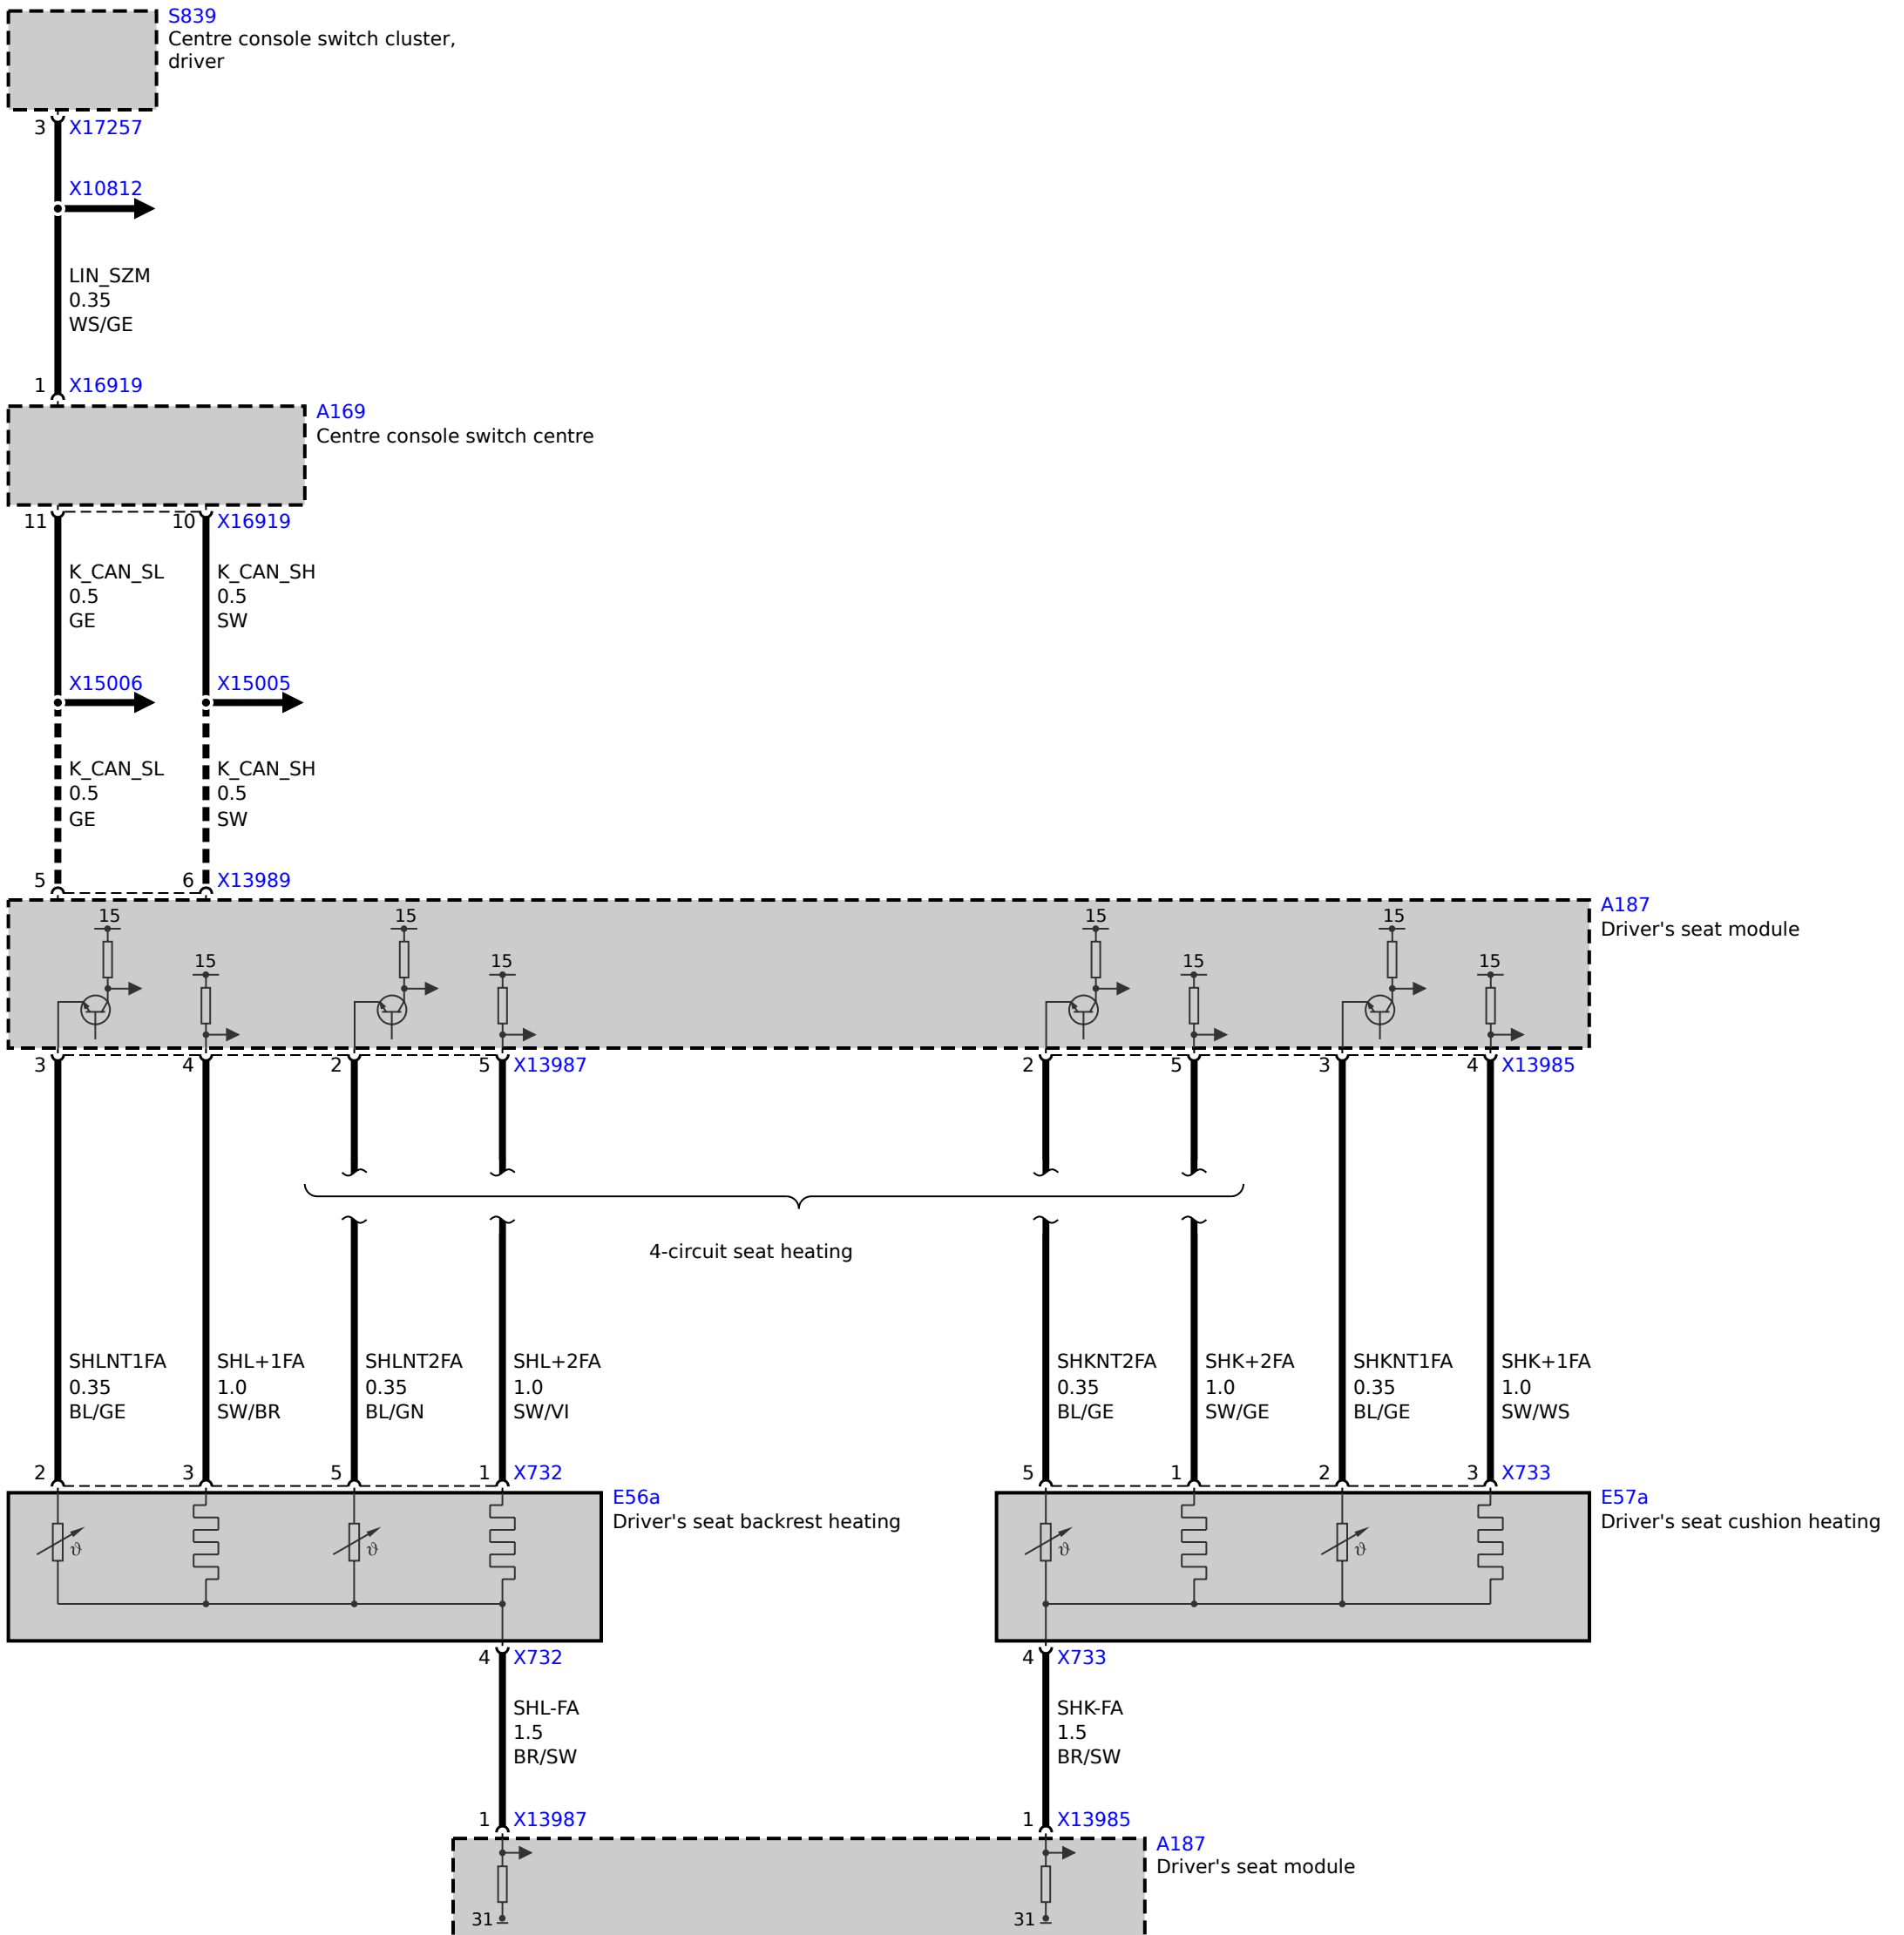 S839
Centre console switch cluster,
driver
3 X17257
X10812
LIN_SZM
0.35
WS/GE
1 X16919
A169
Centre console switch centre
11 10 X16919
K_CAN_SL K_CAN_SH
0.5 0.5
GE SW
X15006 X15005
K_CAN_SL K_CAN_SH
0.5 0.5
GE SW
5 6 X13989
A187
Driver's seat module
15 15 15 15
15 15 15 15
3 4 2 5 X13987 2 5 3 4 X13985
4-circuit seat heating
SHLNT1FA SHL+1FA SHLNT2FA SHL+2FA SHKNT2FA SHK+2FA SHKNT1FA SHK+1FA
0.35 1.0 0.35 1.0 0.35 1.0 0.35 1.0
BL/GE SW/BR BL/GN SW/VI BL/GE SW/GE BL/GE SW/WS
2 3 5 1 X732 5 1 2 3 X733
E56a E57a
Driver's seat backrest heating Driver's seat cushion heating
ϑ ϑ ϑ ϑ
4 X732 4 X733
SHL-FA SHK-FA
1.5 1.5
BR/SW BR/SW
1 X13987 1 X13985
A187
Driver's seat module
31 31